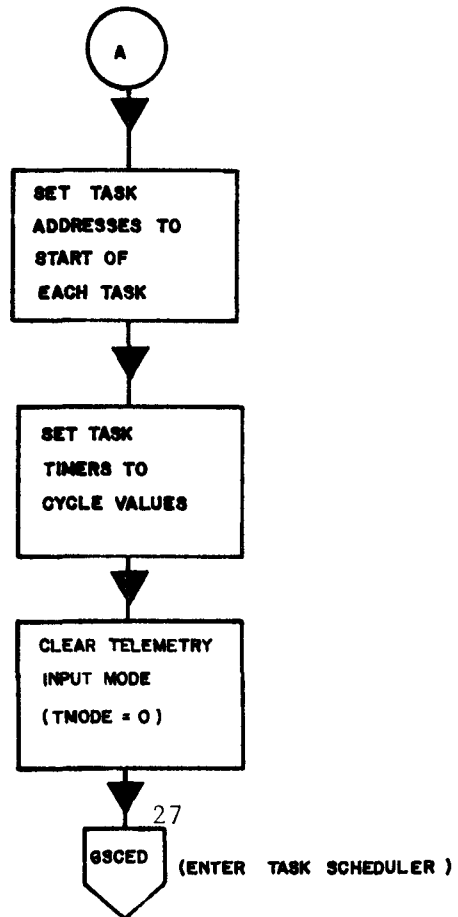 A
SET TASK
ADDRESSES TO
START OF
EACH TASK
SET TASK
TIMERS TO
CYCLE VALUES
CLEAR TELEMETRY
INPUT MODE
(TMODE = 0)
27
GSCED
(ENTER TASK SCHEDULER)